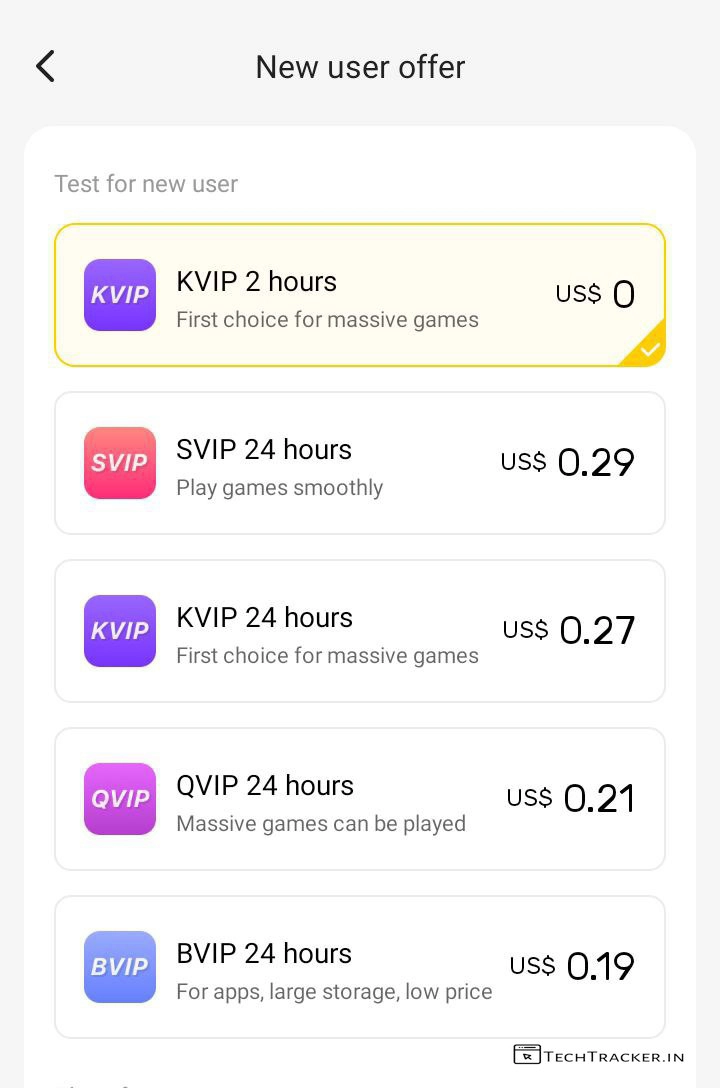 New user offer
Test for new user
KVIP
KVIP 2 hours
First choice for massive games
US$ 0
SVIP
SVIP 24 hours
Play games smoothly
US$ 0.29
KVIP
KVIP 24 hours
First choice for massive games
US$ 0.27
QVIP
QVIP 24 hours
Massive games can be played
US$ 0.21
BVIP
BVIP 24 hours
For apps, large storage, low price
US$ 0.19
TECHTRACKER.IN